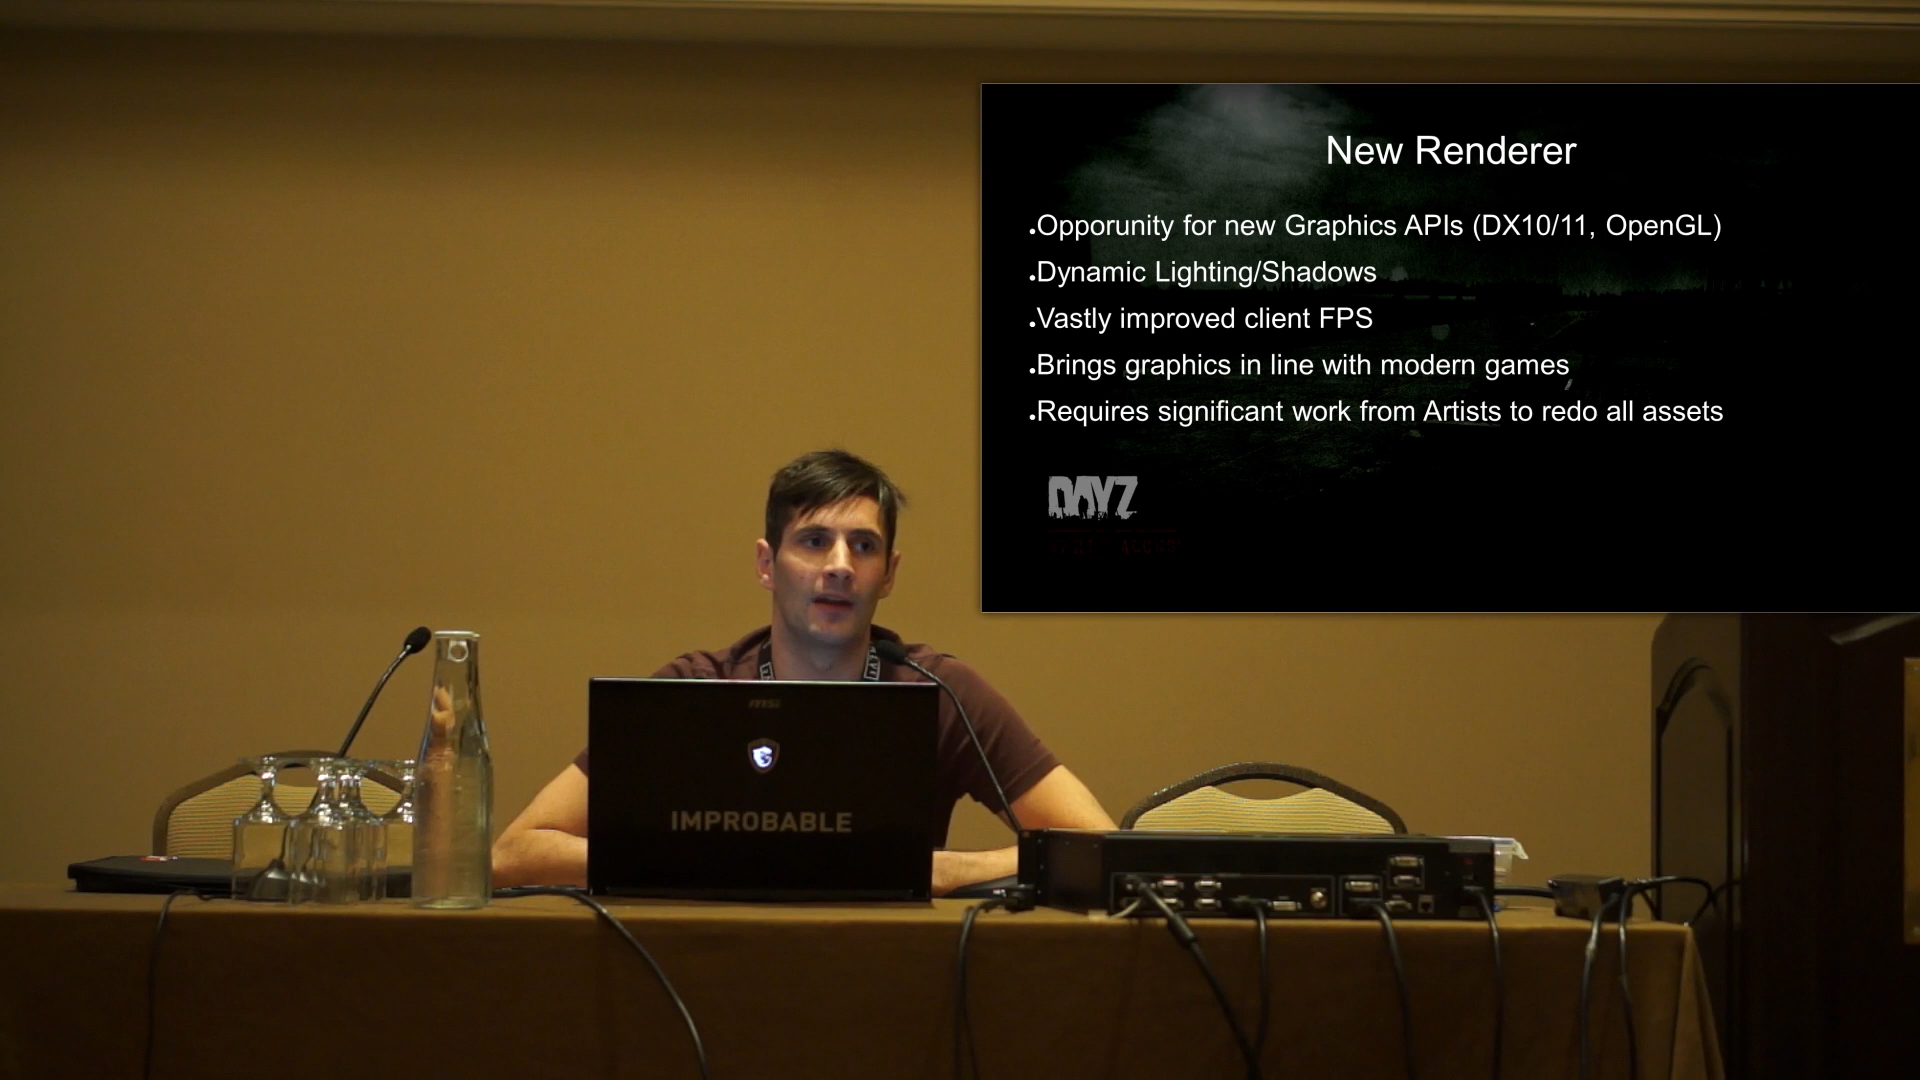 New Renderer
•Opporunity for new Graphics APIs (DX10/11, OpenGL)
•Dynamic Lighting/Shadows
•Vastly improved client FPS
•Brings graphics in line with modern games
•Requires significant work from Artists to redo all assets
DAYZ
msi
IMPROBABLE